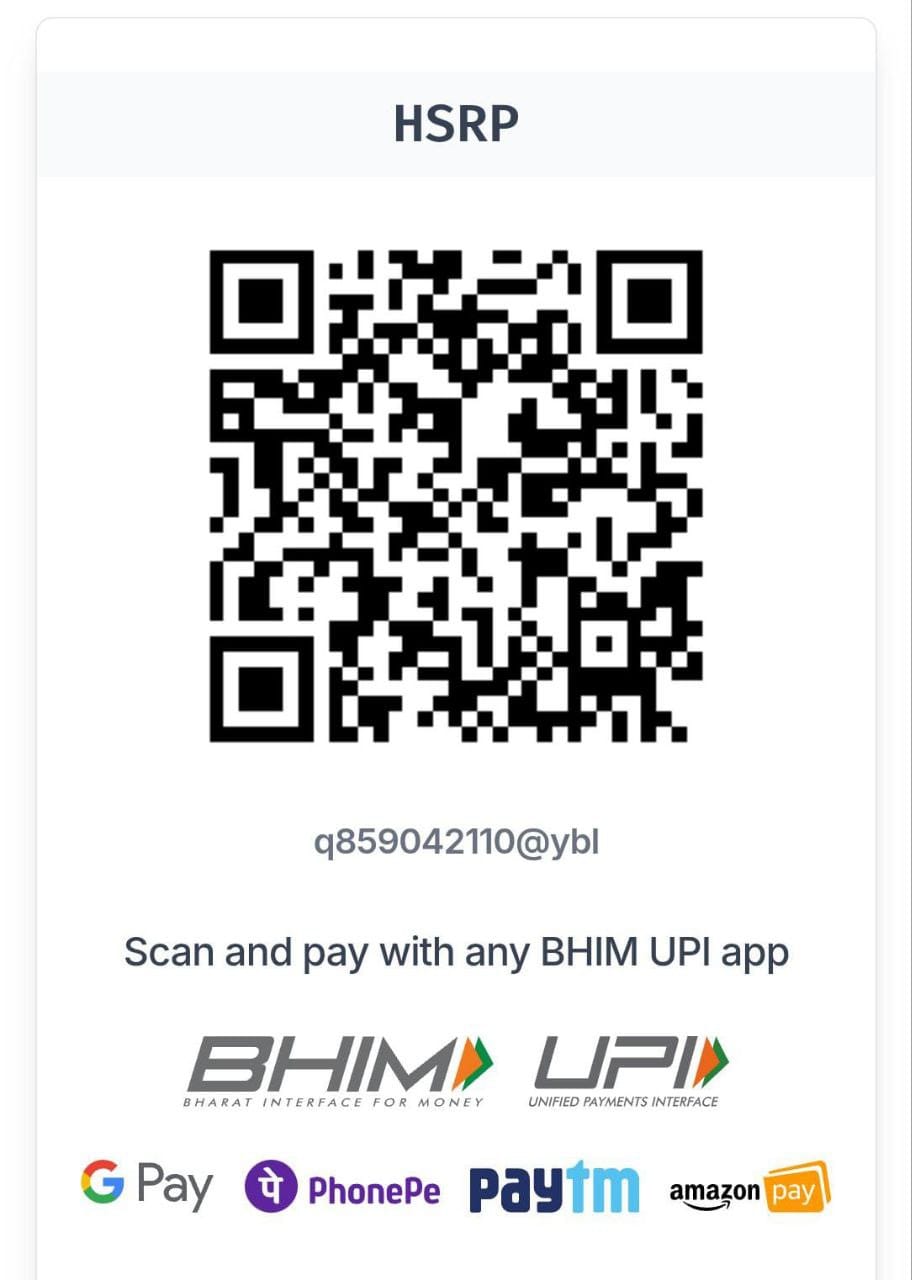 HSRP
q859042110@ybl
Scan and pay with any BHIM UPI app
BHIM UPI
BHARAT INTERFACE FOR MONEY UNIFIED PAYMENTS INTERFACE
G Pay पे PhonePe paytm amazon pay